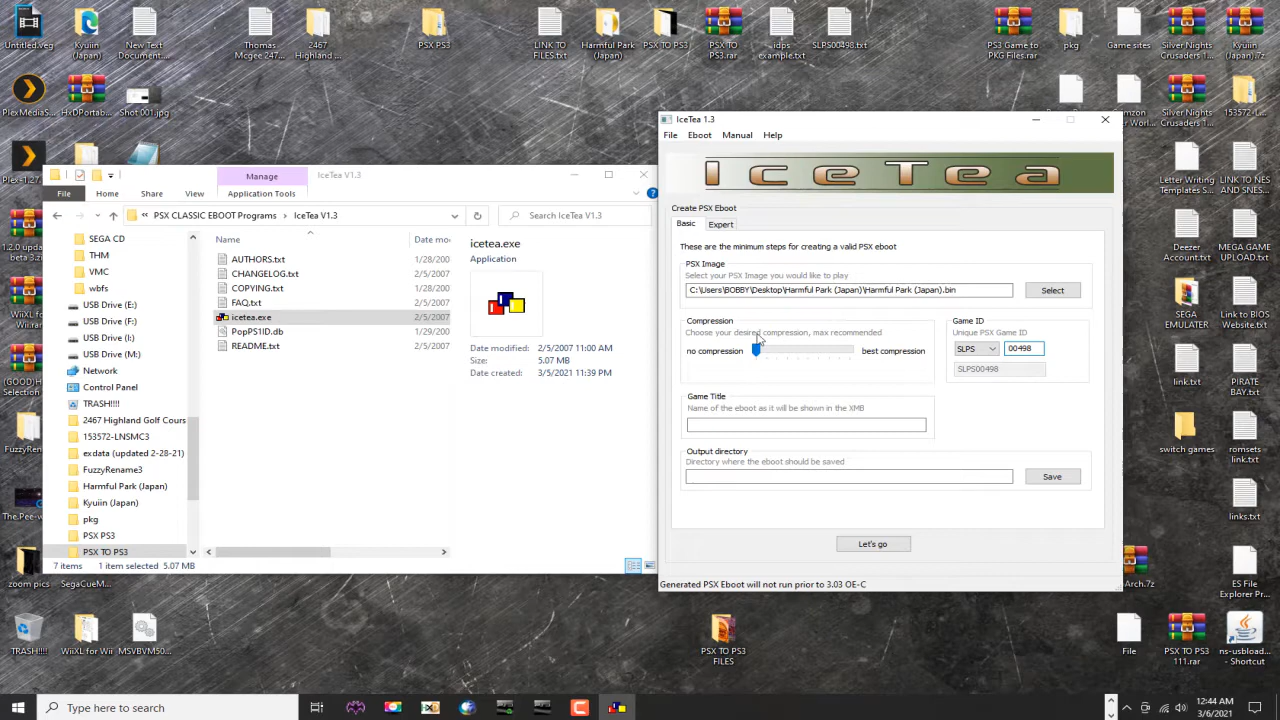 Untitled.veg
Kyuiin
(Japan)
New Text
Document....
Thomas
Mcgee 247...
2467
Highland ...
PSX PS3
LINK TO
FILES.txt
Harmful Park
(Japan)
PSX TO PS3
PSX TO
PS3.rar
idps
example.txt
SLPS00498.txt
PS3 Game to
PKG Files.rar
pkg
Game sites
Silver Nights
Crusaders 1...
Kyuiin
(Japan).7z
PlexMediaS...
HxDPortab...
Shot 001.jpg
Silver Nights
Crusaders 1...
153572-L...
Plex-1.27...
IceTea 1.3
File
Eboot
Manual
Help
IceTea
Create PSX Eboot
Basic
Expert
These are the minimum steps for creating a valid PSX eboot
PSX Image
Select your PSX Image you would like to play
C:\Users\BOBBY\Desktop\Harmful Park (Japan)\Harmful Park (Japan).bin
Select
Compression
Choose your desired compression, max recommended
no compression
best compression
Game ID
Unique PSX Game ID
SLPS
00498
SLPS00498
Game Title
Name of the eboot as it will be shown in the XMB
Output directory
Directory where the eboot should be saved
Save
Let's go
Generated PSX Eboot will not run prior to 3.03 OE-C
Manage
IceTea V1.3
File
Home
Share
View
Application Tools
PSX CLASSIC EBOOT Programs
IceTea V1.3
Search IceTea V1.3
SEGA CD
THM
VMC
wbfs
USB Drive (E:)
USB Drive (F:)
USB Drive (I:)
USB Drive (M:)
Network
Control Panel
TRASH!!!!
2467 Highland Golf Cours
153572-LNSMC3
exdata (updated 2-28-21)
FuzzyRename3
Harmful Park (Japan)
Kyuiin (Japan)
pkg
PSX PS3
PSX TO PS3
Name
Date mo
AUTHORS.txt
1/28/200
CHANGELOG.txt
2/5/2007
COPYING.txt
1/28/200
FAQ.txt
2/5/2007
icetea.exe
2/5/2007
PopPS1ID.db
1/29/200
README.txt
2/5/2007
icetea.exe
Application
Date modified:
2/5/2007 11:00 AM
Size:
5.07 MB
Date created:
3/5/2021 11:39 PM
7 items
1 item selected
5.07 MB
Letter Writing
Templates S...
LINK TO NES
AND SNES...
Deezer
Account.txt
MEGA GAME
UPLOAD.txt
SEGA
EMULATER
Link to BIOS
Website.txt
link.txt
PIRATE
BAY.txt
switch games
romsets
link.txt
links.txt
Arch.7z
ES File
Explorer Pr...
zoom pics
SegaCueM...
TRASH!!!!
WiiXL for Wii
MSVBVM50...
PSX TO PS3
FILES
File
PSX TO PS3
111.rar
ns-usbload...
- Shortcut
Type here to search
12:44 AM
3/6/2021